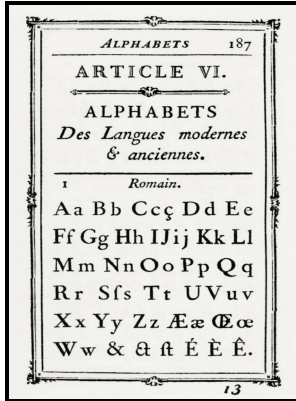 ALPHABETS 187
ARTICLE VI.
ALPHABETS
Des Langues modernes
& anciennes.
1 Romain.
Aa Bb Ccç Dd Ee
Ff Gg Hh IJij Kk Ll
Mm Nn Oo Pp Qq
Rr Sſs Tt UVuv
Xx Yy Zz Ææ Œœ
Ww & ct ſt É È Ê.
13